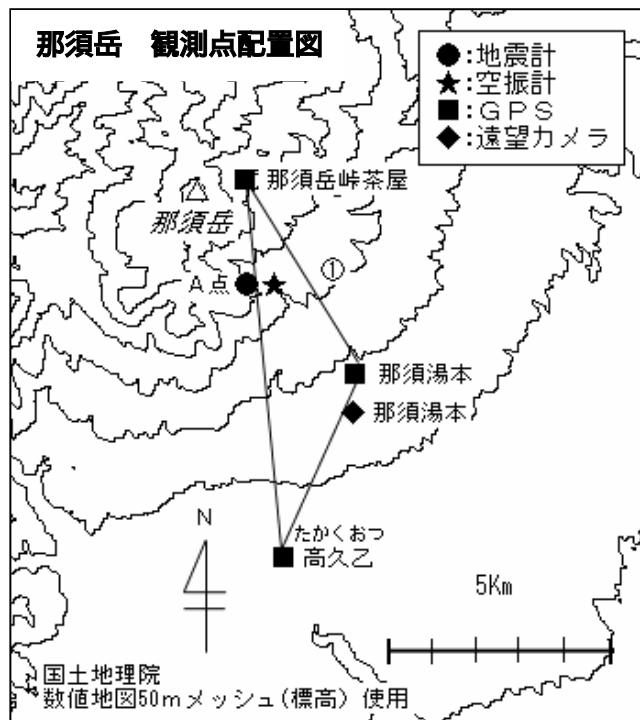 那須岳 観測点配置図
●:地震計
★:空振計
■:ＧＰＳ
◆:遠望カメラ
那須岳峠茶屋
那須岳
A点
①
那須湯本
那須湯本
たかくおつ
高久乙
N
5Km
国土地理院
数値地図50mメッシュ(標高) 使用